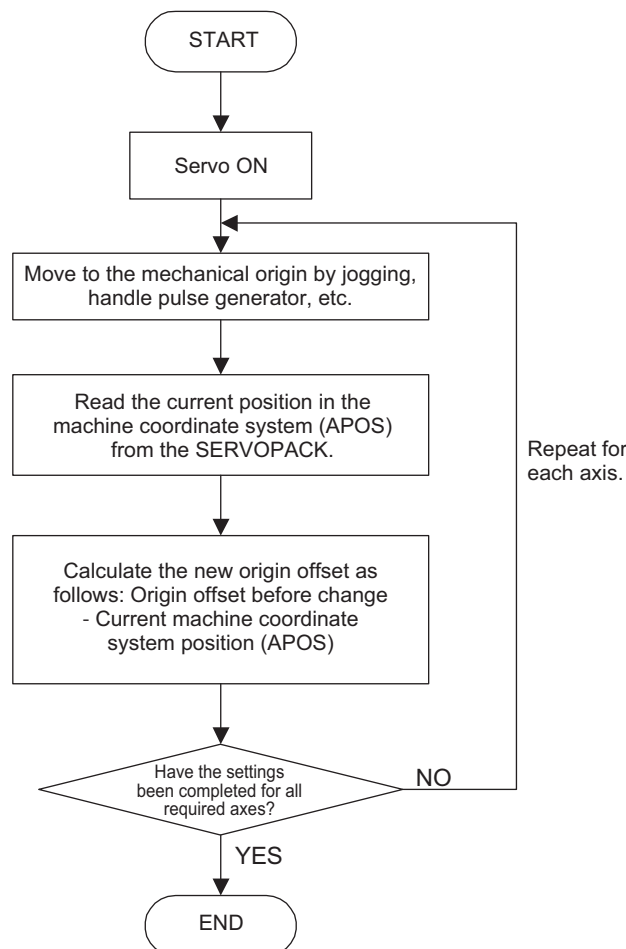 START
Servo ON
Move to the mechanical origin by jogging,
handle pulse generator, etc.
Read the current position in the
machine coordinate system (APOS)
from the SERVOPACK.
Repeat for
each axis.
Calculate the new origin offset as
follows: Origin offset before change
- Current machine coordinate
system position (APOS)
Have the settings
been completed for all
required axes?
NO
YES
END